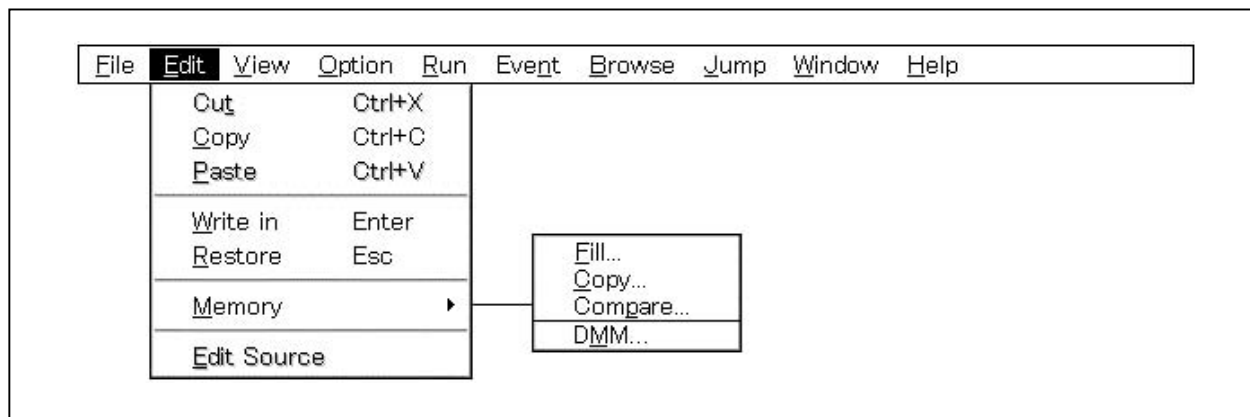 File Edit View Option Run Event Browse Jump Window Help
Cut Ctrl+X
Copy Ctrl+C
Paste Ctrl+V
Write in Enter
Restore Esc
Memory
Edit Source
Fill...
Copy...
Compare...
DMM...